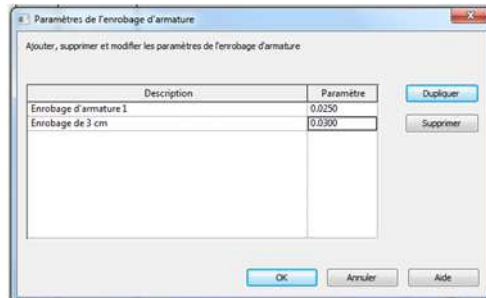 Paramètres de l'enrobage d'armature
Ajouter, supprimer et modifier les paramètres de l'enrobage d'armature
Description Paramètre
Enrobage d'armature 1 0.0250
Enrobage de 3 cm 0.0300
Dupliquer
Supprimer
OK Annuler Aide